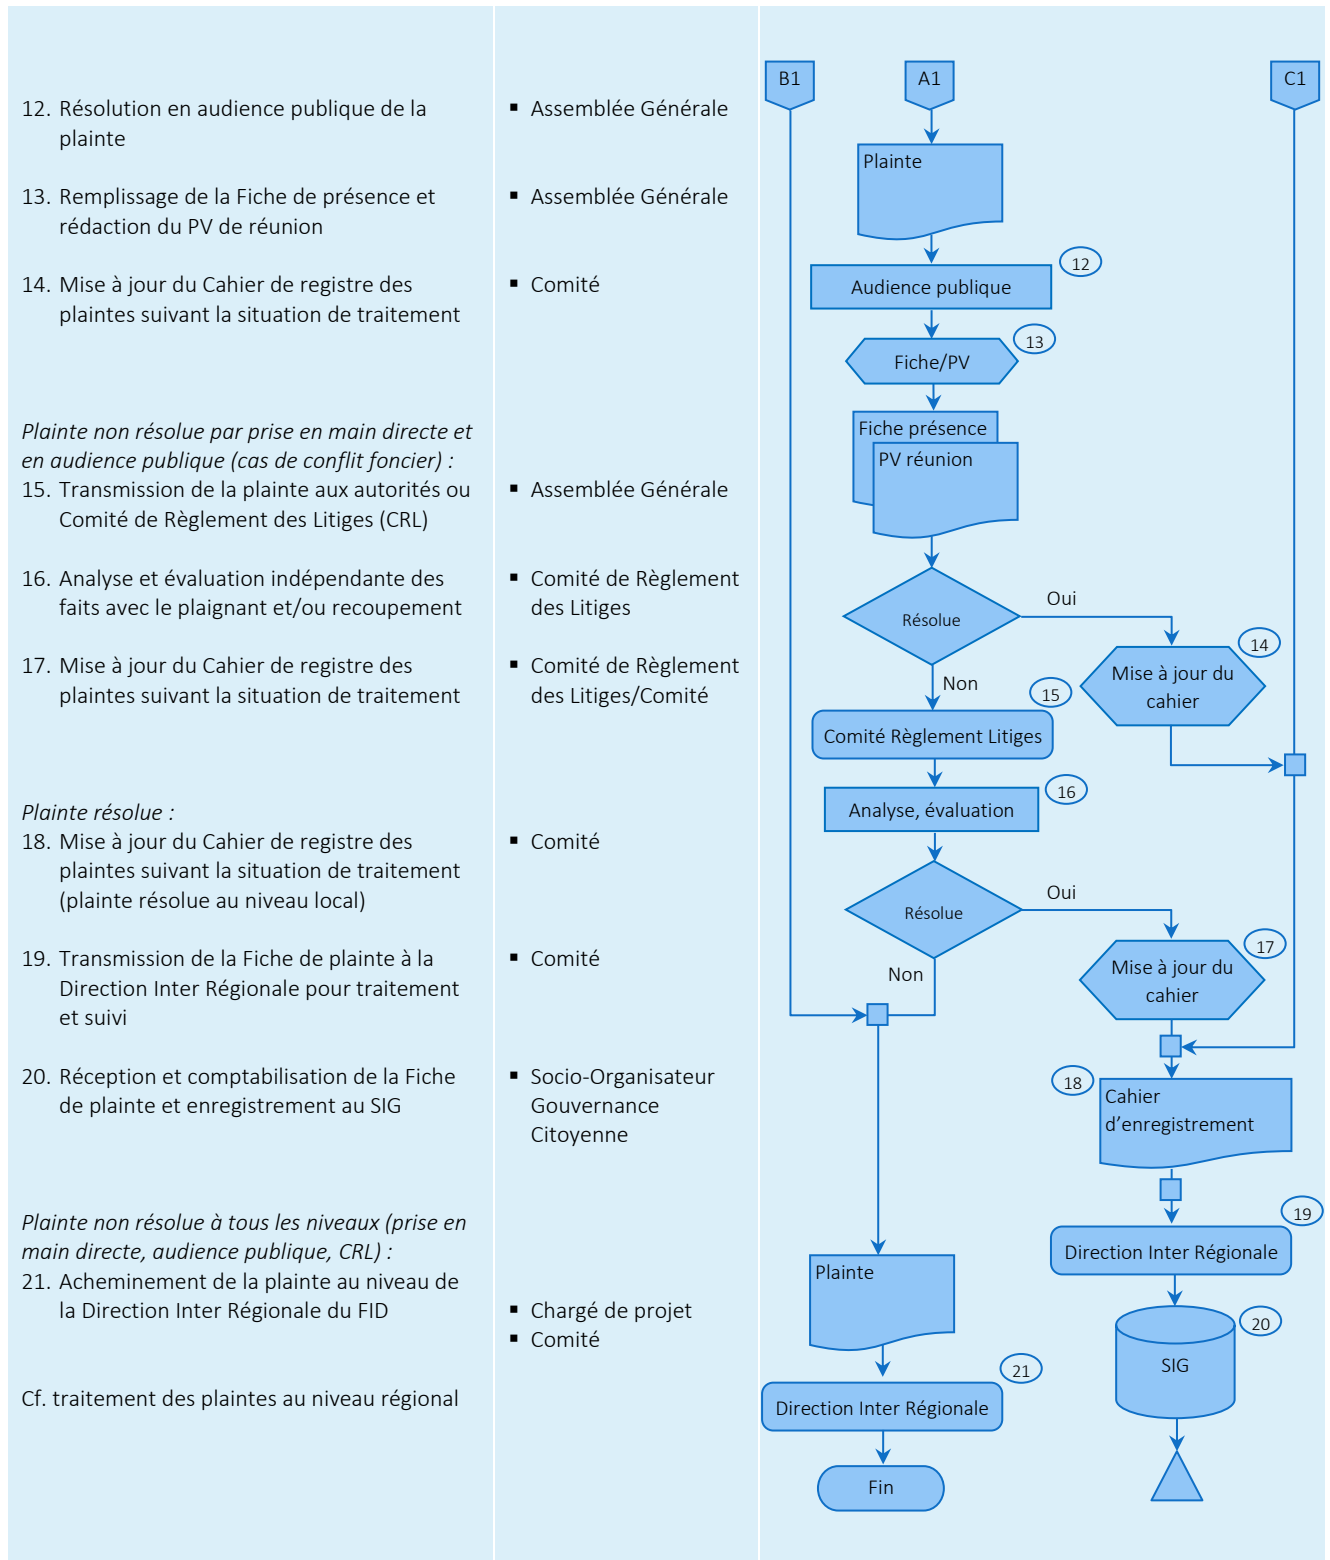 12. Résolution en audience publique de la
plainte
▪ Assemblée Générale
13. Remplissage de la Fiche de présence et
rédaction du PV de réunion
▪ Assemblée Générale
14. Mise à jour du Cahier de registre des
plaintes suivant la situation de traitement
▪ Comité
Plainte non résolue par prise en main directe et
en audience publique (cas de conflit foncier) :
15. Transmission de la plainte aux autorités ou
Comité de Règlement des Litiges (CRL)
▪ Assemblée Générale
16. Analyse et évaluation indépendante des
faits avec le plaignant et/ou recoupement
▪ Comité de Règlement
des Litiges
17. Mise à jour du Cahier de registre des
plaintes suivant la situation de traitement
▪ Comité de Règlement
des Litiges/Comité
Plainte résolue :
18. Mise à jour du Cahier de registre des
plaintes suivant la situation de traitement
(plainte résolue au niveau local)
▪ Comité
19. Transmission de la Fiche de plainte à la
Direction Inter Régionale pour traitement
et suivi
▪ Comité
20. Réception et comptabilisation de la Fiche
de plainte et enregistrement au SIG
▪ Socio-Organisateur
Gouvernance
Citoyenne
Plainte non résolue à tous les niveaux (prise en
main directe, audience publique, CRL) :
21. Acheminement de la plainte au niveau de
la Direction Inter Régionale du FID
▪ Chargé de projet
▪ Comité
Cf. traitement des plaintes au niveau régional
B1
A1
C1
Plainte
12
Audience publique
13
Fiche/PV
Fiche présence
PV réunion
Résolue
Oui
14
Mise à jour du
cahier
Non
15
Comité Règlement Litiges
16
Analyse, évaluation
Résolue
Oui
17
Mise à jour du
cahier
Non
18
Cahier
d’enregistrement
19
Direction Inter Régionale
20
SIG
Plainte
21
Direction Inter Régionale
Fin